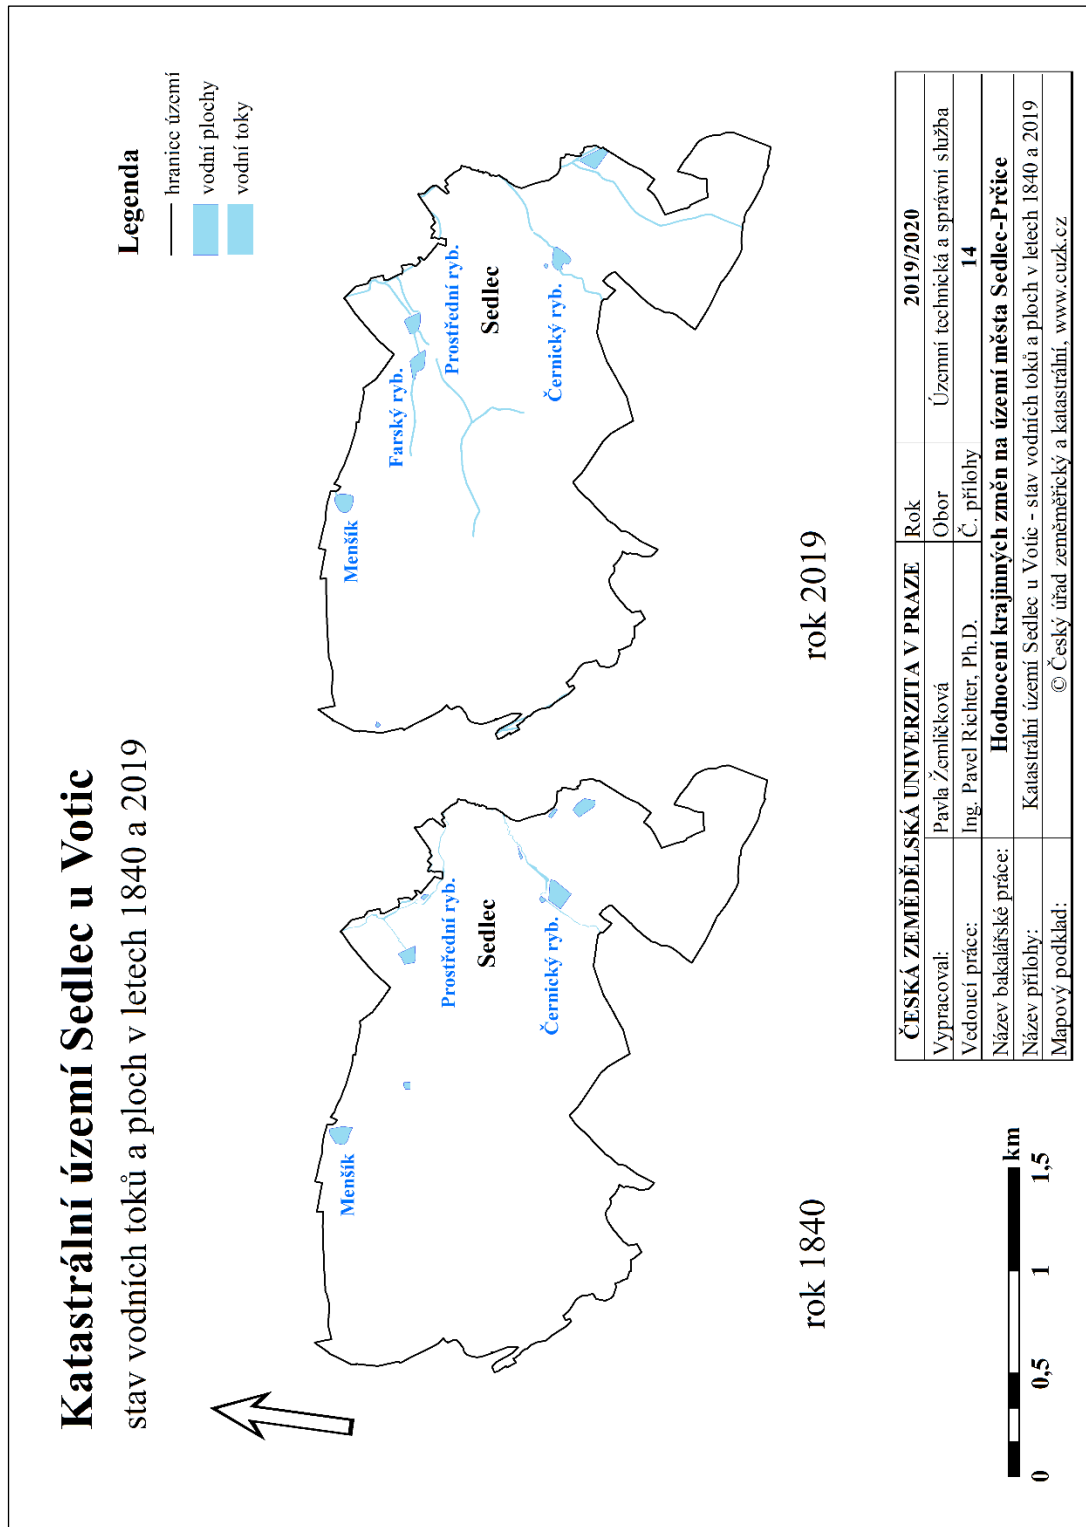 Katastrální území Sedlec u Votic
stav vodních toků a ploch v letech 1840 a 2019
Legenda
hranice území
vodní plochy
vodní toky
Menšík
Prostřední ryb.
Sedlec
Černický ryb.
rok 1840
Menšík
Farský ryb.
Prostřední ryb.
Sedlec
Černický ryb.
rok 2019
0 0,5 1 1,5
km
ČESKÁ ZEMĚDĚLSKÁ UNIVERZITA V PRAZE Rok 2019/2020
Vypracoval: Pavla Žemličková Obor Územní technická a správní služba
Vedoucí práce: Ing. Pavel Richter, Ph.D. Č. přílohy 14
Název bakalářské práce: Hodnocení krajinných změn na území města Sedlec-Prčice
Název přílohy: Katastrální území Sedlec u Votic - stav vodních toků a ploch v letech 1840 a 2019
Mapový podklad: © Český úřad zeměměřický a katastrální, www.cuzk.cz